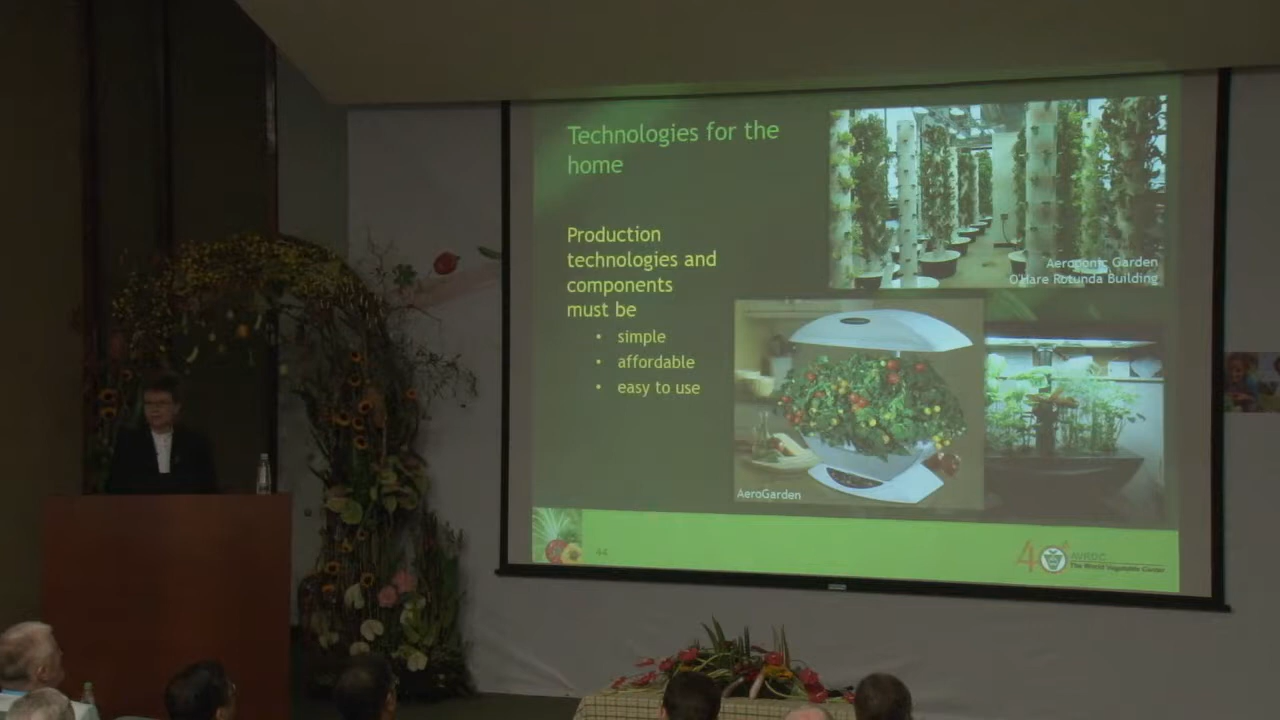 Technologies for the
home
Production
technologies and
components
must be
• simple
• affordable
• easy to use
Aeroponic Garden
O'Hare Rotunda Building
AeroGarden
44
40
AVRDC
The World Vegetable Center